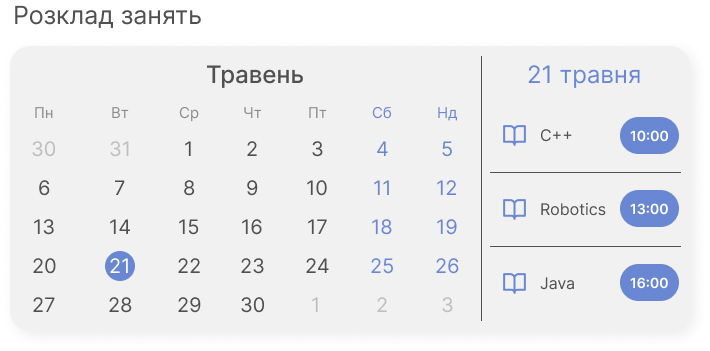 Розклад занять
Травень
Пн Вт Ср Чт Пт Сб Нд
30 31 1 2 3 4 5
6 7 8 9 10 11 12
13 14 15 16 17 18 19
20 21 22 23 24 25 26
27 28 29 30 1 2 3
21 травня
C++ 10:00
Robotics 13:00
Java 16:00